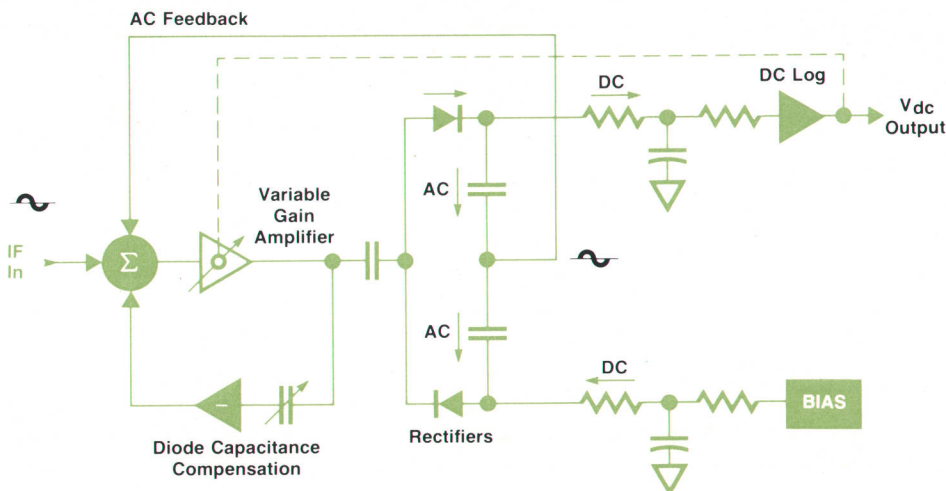 AC Feedback
DC
DC Log
Vdc
Output
AC
Variable
Gain
Amplifier
IF
In
Σ
AC
DC
−
BIAS
Rectifiers
Diode Capacitance
Compensation